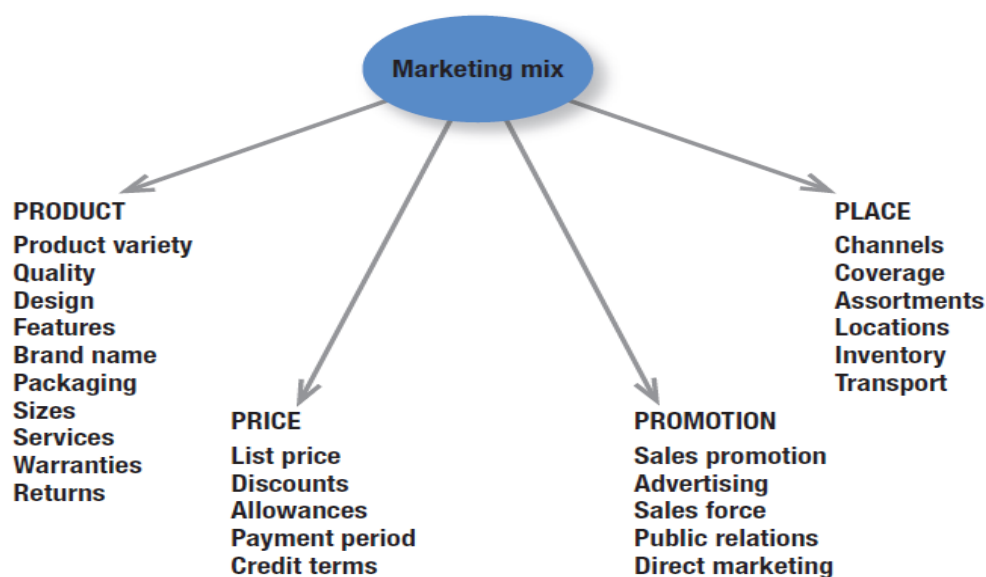 Marketing mix
PRODUCT
Product variety
Quality
Design
Features
Brand name
Packaging
Sizes
Services
Warranties
Returns
PRICE
List price
Discounts
Allowances
Payment period
Credit terms
PROMOTION
Sales promotion
Advertising
Sales force
Public relations
Direct marketing
PLACE
Channels
Coverage
Assortments
Locations
Inventory
Transport